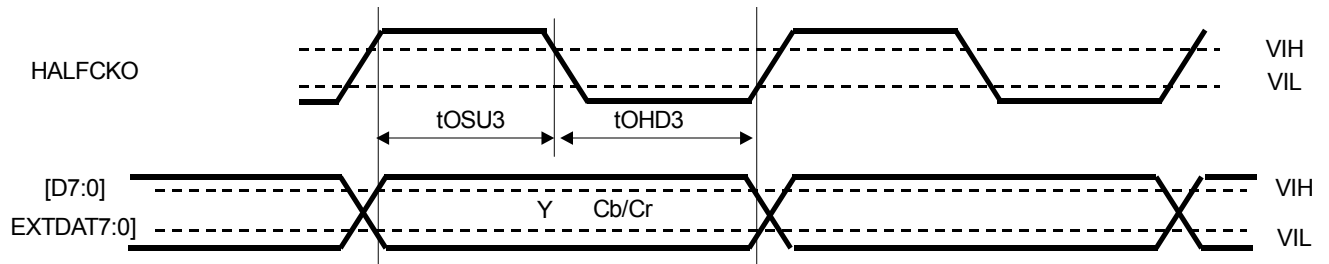 HALFCKO
VIH
VIL
tOSU3 tOHD3
[D7:0]
EXTDAT7:0]
Y Cb/Cr
VIH
VIL